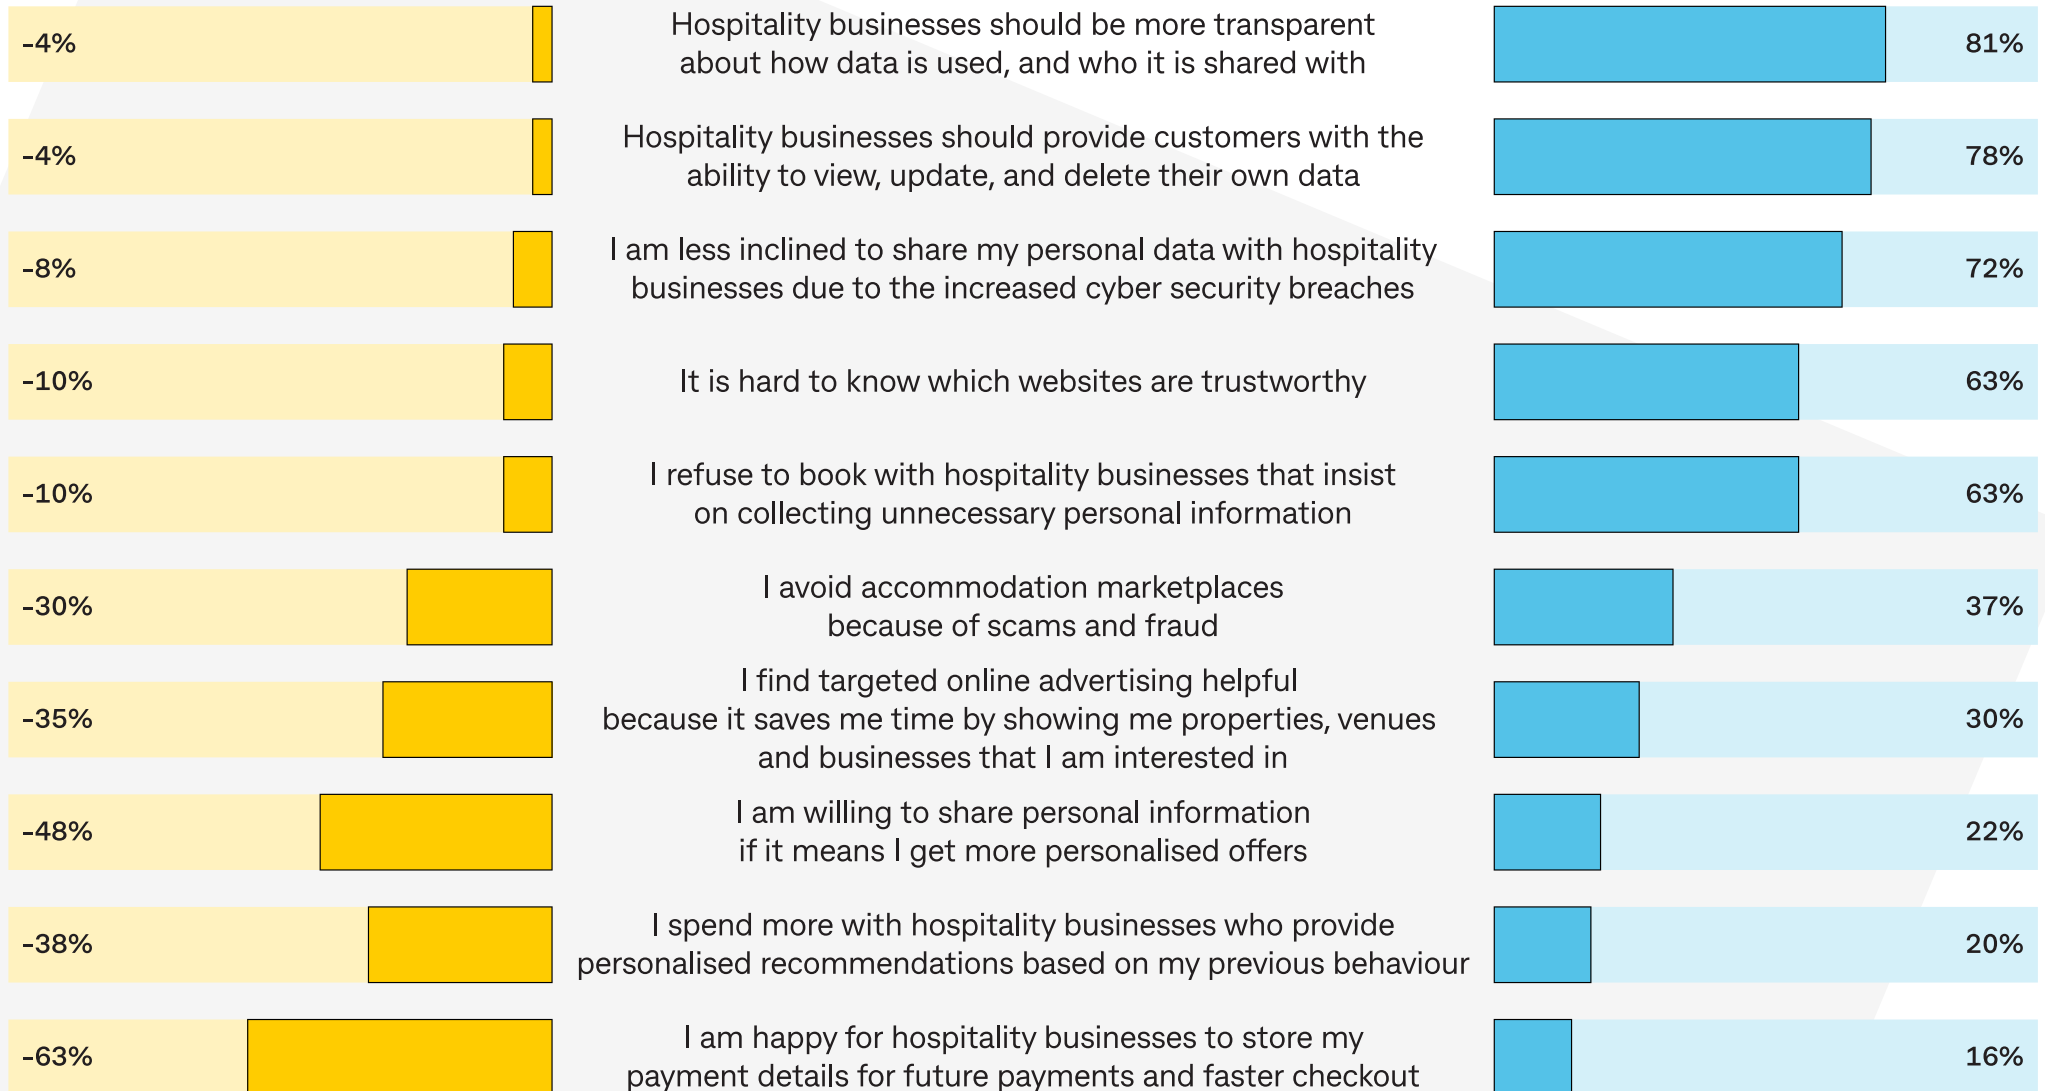 -4%
Hospitality businesses should be more transparent
about how data is used, and who it is shared with
81%
-4%
Hospitality businesses should provide customers with the
ability to view, update, and delete their own data
78%
-8%
I am less inclined to share my personal data with hospitality
businesses due to the increased cyber security breaches
72%
-10%
It is hard to know which websites are trustworthy
63%
-10%
I refuse to book with hospitality businesses that insist
on collecting unnecessary personal information
63%
-30%
I avoid accommodation marketplaces
because of scams and fraud
37%
-35%
I find targeted online advertising helpful
because it saves me time by showing me properties, venues
and businesses that I am interested in
30%
-48%
I am willing to share personal information
if it means I get more personalised offers
22%
-38%
I spend more with hospitality businesses who provide
personalised recommendations based on my previous behaviour
20%
-63%
I am happy for hospitality businesses to store my
payment details for future payments and faster checkout
16%